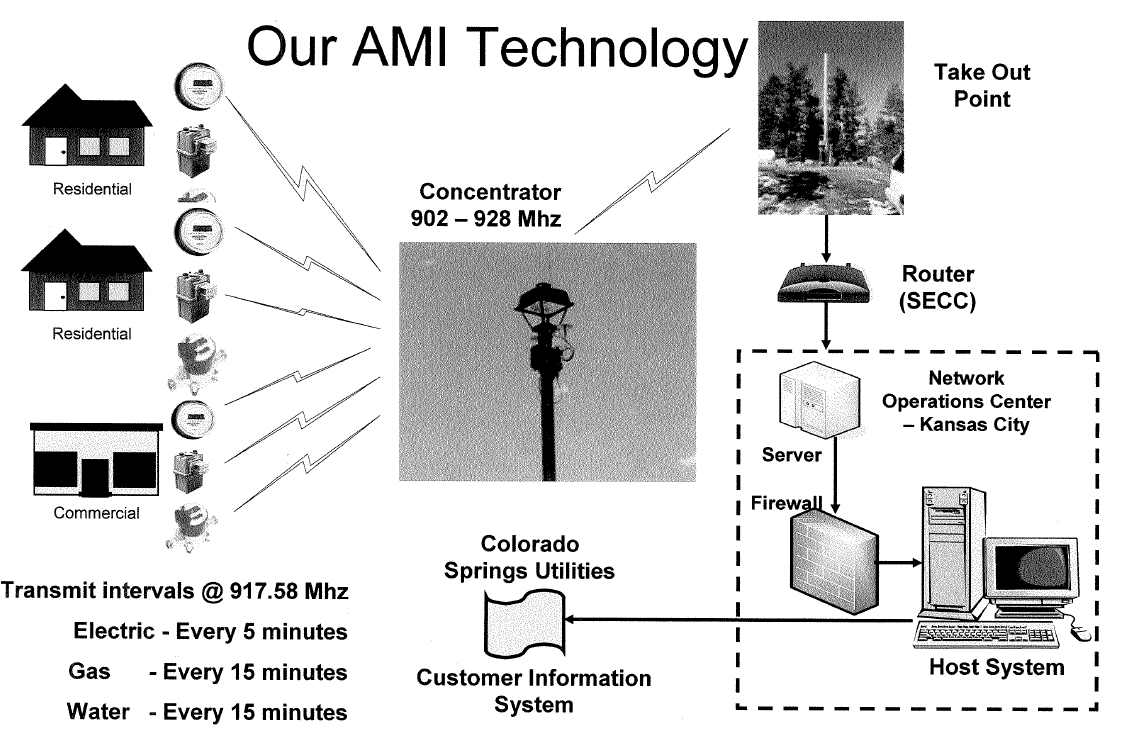 Our AMI Technology
Take Out
Point
Residential
Concentrator
902 – 928 Mhz
Router
(SECC)
Residential
Network
Operations Center
– Kansas City
Server
Firewall
Commercial
Colorado
Springs Utilities
Transmit intervals @ 917.58 Mhz
Electric - Every 5 minutes
Gas - Every 15 minutes
Water - Every 15 minutes
Customer Information
System
Host System